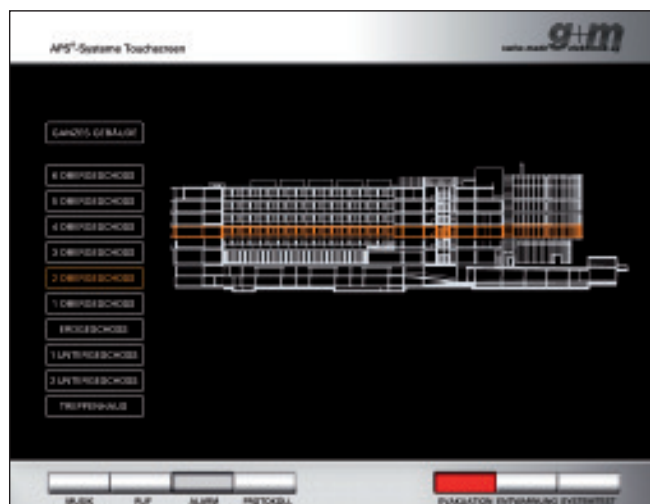 APS®-Systeme Touchscreen
g+m
GANZES GEBÄUDE
6 OBERGESCHOSS
5 OBERGESCHOSS
4 OBERGESCHOSS
3 OBERGESCHOSS
2 OBERGESCHOSS
1 OBERGESCHOSS
ERDGESCHOSS
1 UNTERGESCHOSS
2 UNTERGESCHOSS
TREPPENHAUS
MUSIK RUF ALARM PROTOKOLL EVAKUATION ENTWARNUNG SYSTEMTEST